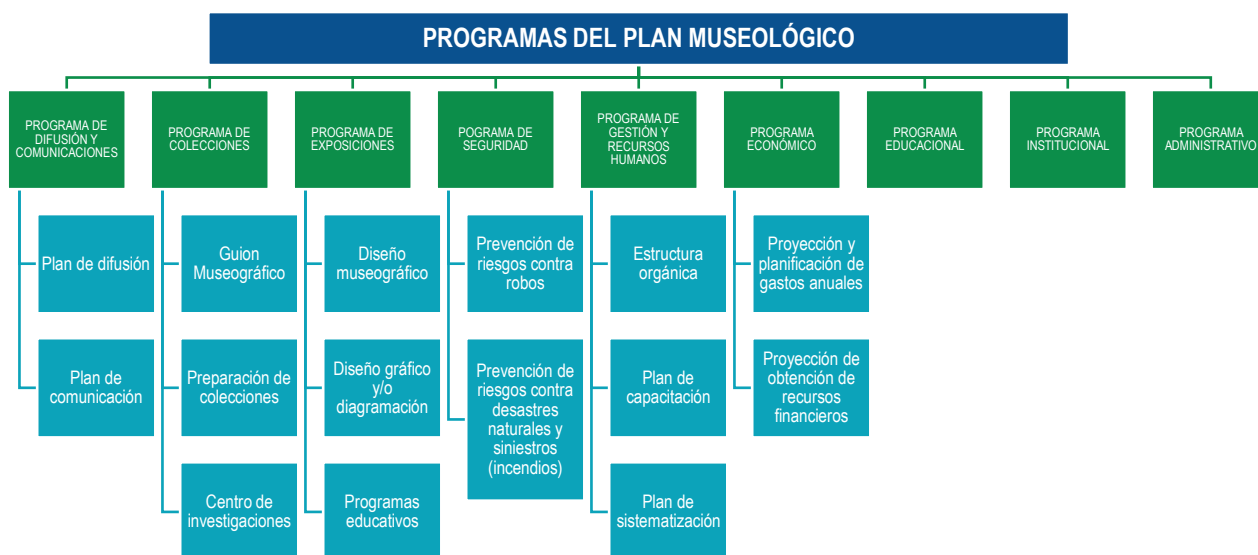 PROGRAMAS DEL PLAN MUSEOLÓGICO
PROGRAMA DE
DIFUSIÓN Y
COMUNICACIONES
PROGRAMA DE
COLECCIONES
PROGRAMA DE
EXPOSICIONES
POGRAMA DE
SEGURIDAD
PROGRAMA DE
GESTIÓN Y
RECURSOS
HUMANOS
PROGRAMA
ECONÓMICO
PROGRAMA
EDUCACIONAL
PROGRAMA
INSTITUCIONAL
PROGRAMA
ADMINISTRATIVO
Plan de difusión
Plan de
comunicación
Guion
Museográfico
Preparación de
colecciones
Centro de
investigaciones
Diseño
museográfico
Diseño gráfico
y/o
diagramación
Programas
educativos
Prevención de
riesgos contra
robos
Prevención de
riesgos contra
desastres
naturales y
siniestros
(incendios)
Estructura
orgánica
Plan de
capacitación
Plan de
sistematización
Proyección y
planificación de
gastos anuales
Proyección de
obtención de
recursos
financieros